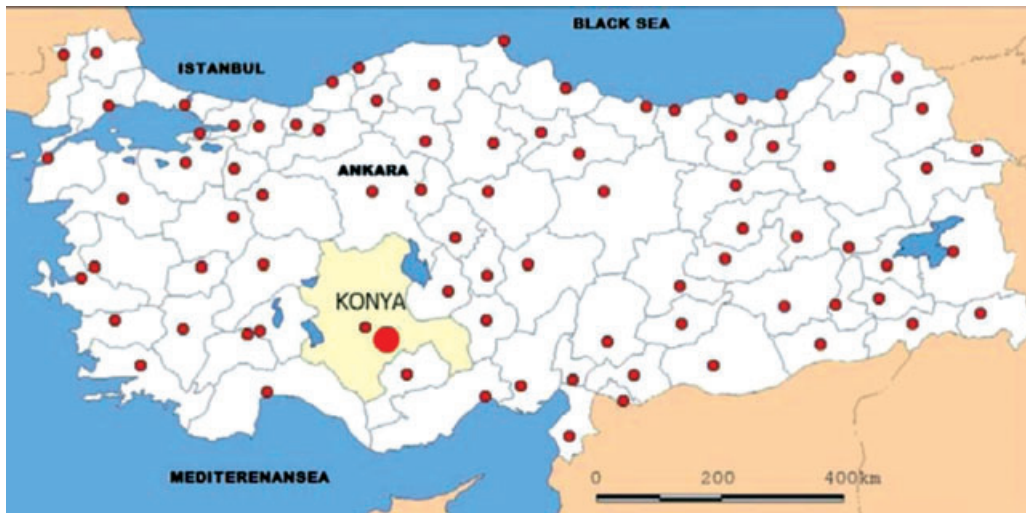 BLACK SEA
ISTANBUL
ANKARA
KONYA
MEDITERENANSEA
0 200 400km